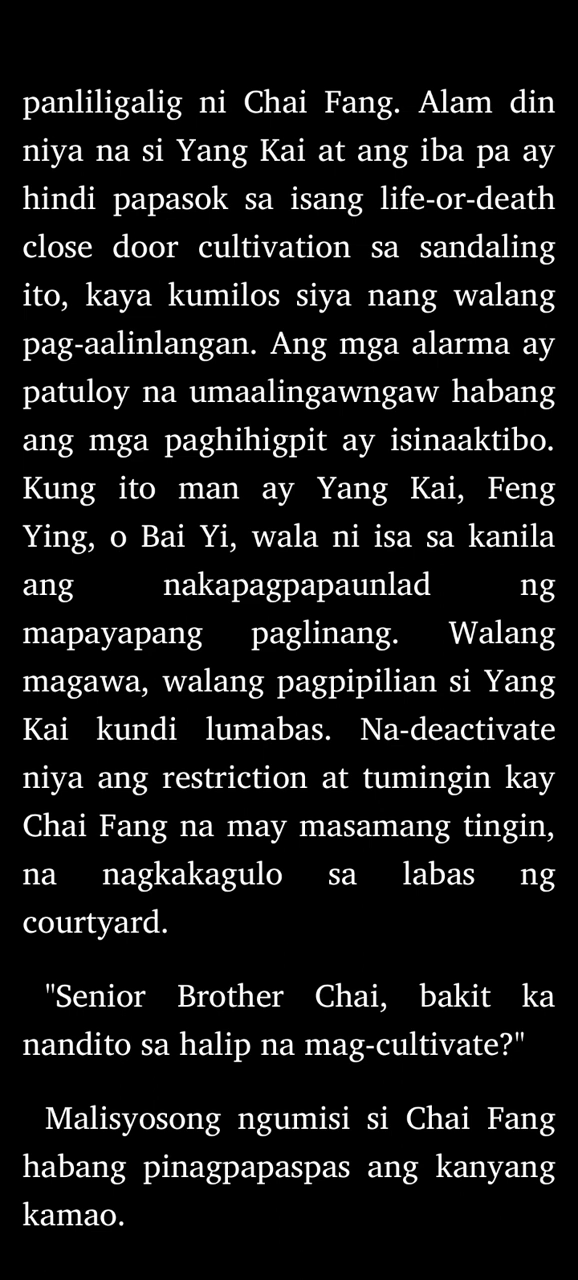 panliligalig ni Chai Fang. Alam din
niya na si Yang Kai at ang iba pa ay
hindi papasok sa isang life-or-death
close door cultivation sa sandaling
ito, kaya kumilos siya nang walang
pag-aalinlangan. Ang mga alarma ay
patuloy na umaalingawngaw habang
ang mga paghihigpit ay isinaaktibo.
Kung ito man ay Yang Kai, Feng
Ying, o Bai Yi, wala ni isa sa kanila
ang nakapagpapaunlad ng
mapayapang paglinang. Walang
magawa, walang pagpipilian si Yang
Kai kundi lumabas. Na-deactivate
niya ang restriction at tumingin kay
Chai Fang na may masamang tingin,
na nagkakagulo sa labas ng
courtyard.
"Senior Brother Chai, bakit ka
nandito sa halip na mag-cultivate?"
Malisyosong ngumisi si Chai Fang
habang pinagpapaspas ang kanyang
kamao.